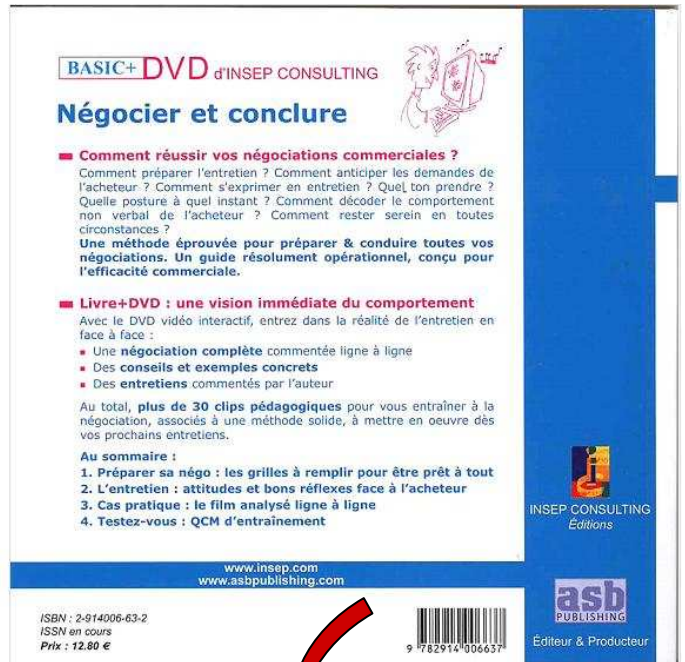 BASIC+ DVD d'INSEP CONSULTING
Négocier et conclure
Comment réussir vos négociations commerciales ?
Comment préparer l'entretien ? Comment anticiper les demandes de
l'acheteur ? Comment s'exprimer en entretien ? Quel ton prendre ?
Quelle posture à quel instant ? Comment décoder le comportement
non verbal de l'acheteur ? Comment rester serein en toutes
circonstances ?
Une méthode éprouvée pour préparer & conduire toutes vos
négociations. Un guide résolument opérationnel, conçu pour
l'efficacité commerciale.
Livre+DVD : une vision immédiate du comportement
Avec le DVD vidéo interactif, entrez dans la réalité de l'entretien en
face à face :
Une négociation complète commentée ligne à ligne
Des conseils et exemples concrets
Des entretiens commentés par l'auteur
Au total, plus de 30 clips pédagogiques pour vous entraîner à la
négociation, associés à une méthode solide, à mettre en oeuvre dès
vos prochains entretiens.
Au sommaire :
1. Préparer sa négo : les grilles à remplir pour être prêt à tout
2. L'entretien : attitudes et bons réflexes face à l'acheteur
3. Cas pratique : le film analysé ligne à ligne
4. Testez-vous : QCM d'entraînement
INSEP CONSULTING
Éditions
www.insep.com
www.asbpublishing.com
asb
PUBLISHING
Éditeur & Producteur
ISBN : 2-914006-63-2
ISSN en cours
Prix : 12.80 €
9 782914 006637